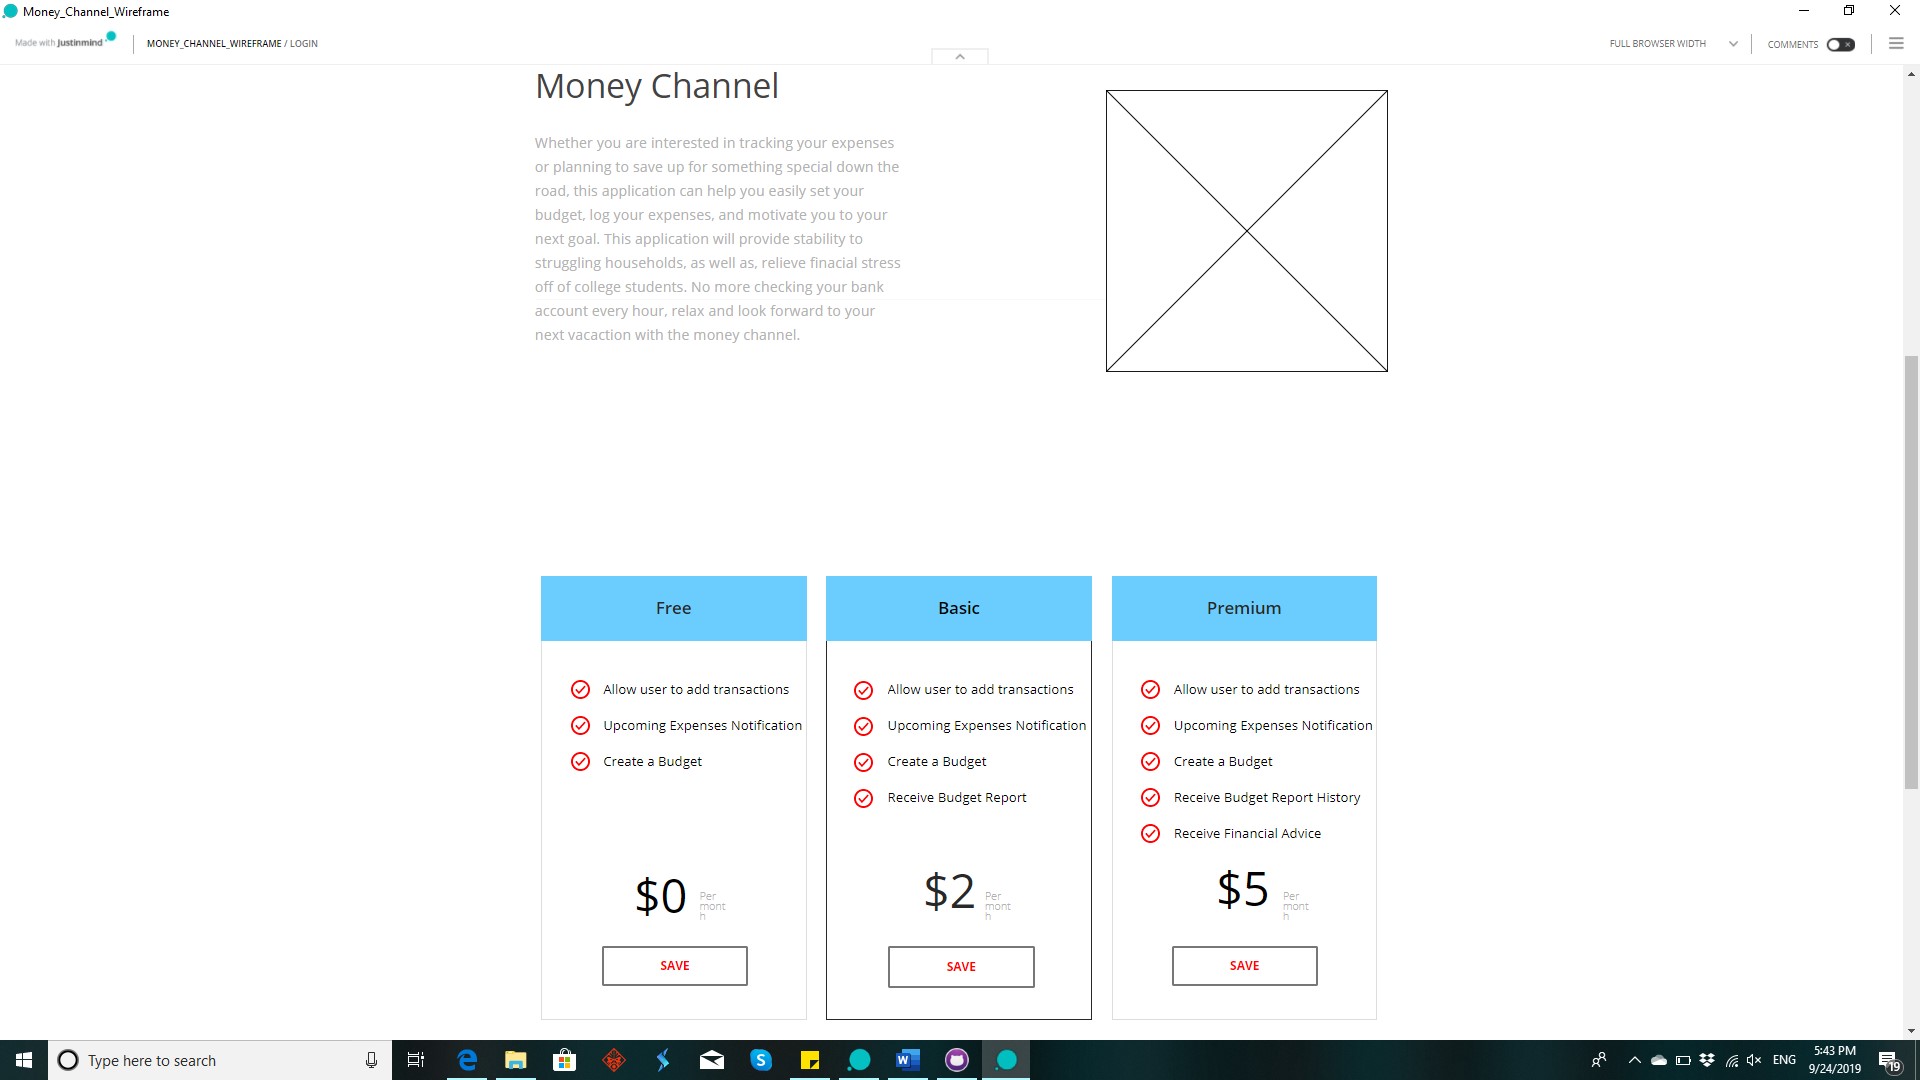 Money_Channel_Wireframe
Made with Justinmind
MONEY_CHANNEL_WIREFRAME / LOGIN
FULL BROWSER WIDTH
COMMENTS
Money Channel
Whether you are interested in tracking your expenses
or planning to save up for something special down the
road, this application can help you easily set your
budget, log your expenses, and motivate you to your
next goal. This application will provide stability to
struggling households, as well as, relieve finacial stress
off of college students. No more checking your bank
account every hour, relax and look forward to your
next vacaction with the money channel.
Free
Allow user to add transactions
Upcoming Expenses Notification
Create a Budget
$0
Per
mont
h
SAVE
Basic
Allow user to add transactions
Upcoming Expenses Notification
Create a Budget
Receive Budget Report
$2
Per
mont
h
SAVE
Premium
Allow user to add transactions
Upcoming Expenses Notification
Create a Budget
Receive Budget Report History
Receive Financial Advice
$5
Per
mont
h
SAVE
Type here to search
ENG
5:43 PM
9/24/2019
19